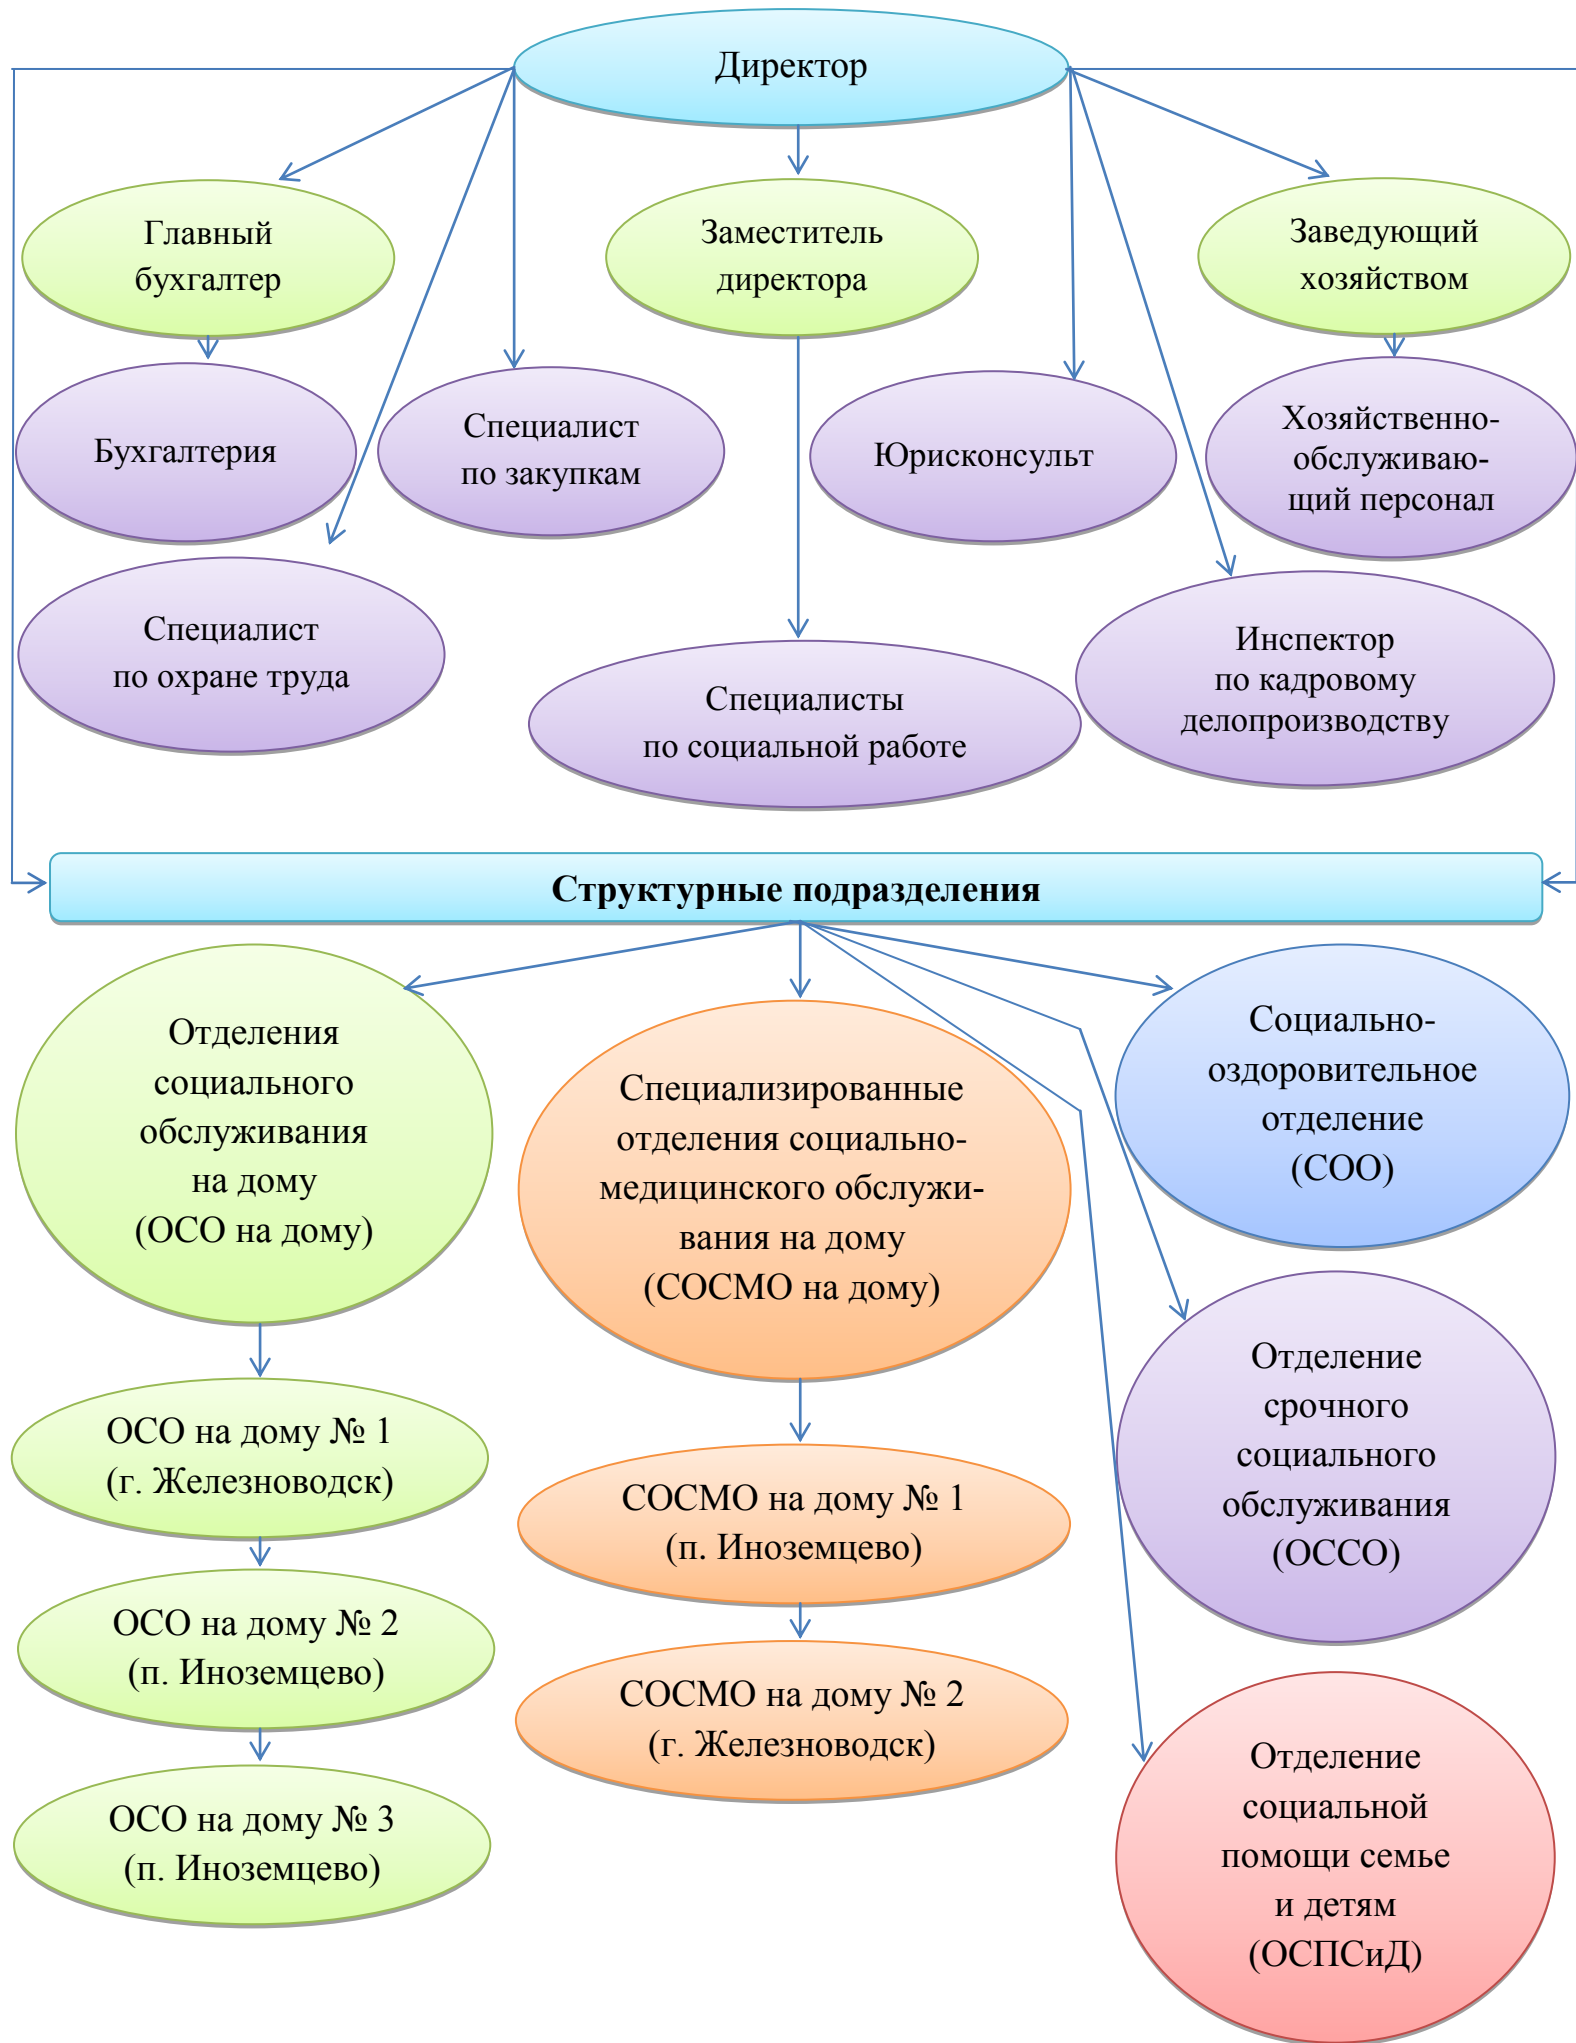 Директор
Главный
бухгалтер
Заместитель
директора
Заведующий
хозяйством
Бухгалтерия
Специалист
по закупкам
Юрисконсульт
Хозяйственно-
обслуживаю-
щий персонал
Специалист
по охране труда
Специалисты
по социальной работе
Инспектор
по кадровому
делопроизводству
Структурные подразделения
Отделения
социального
обслуживания
на дому
(ОСО на дому)
Специализированные
отделения социально-
медицинского обслужи-
вания на дому
(СОСМО на дому)
Социально-
оздоровительное
отделение
(СОО)
Отделение
срочного
социального
обслуживания
(ОССО)
ОСО на дому № 1
(г. Железноводск)
СОСМО на дому № 1
(п. Иноземцево)
ОСО на дому № 2
(п. Иноземцево)
СОСМО на дому № 2
(г. Железноводск)
ОСО на дому № 3
(п. Иноземцево)
Отделение
социальной
помощи семье
и детям
(ОСПСиД)